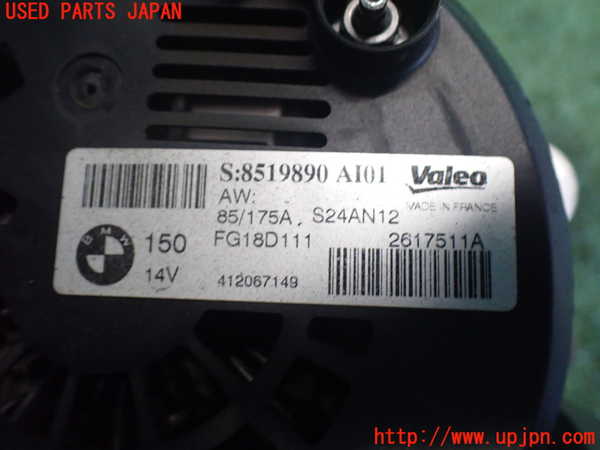 USED PARTS JAPAN
S:8519890 AI01 Valeo
AW: MADE IN FRANCE
85/175A, S24AN12
BMW 150 FG18D111 2617511A
14V 412067149
http://www.upjpn.com/